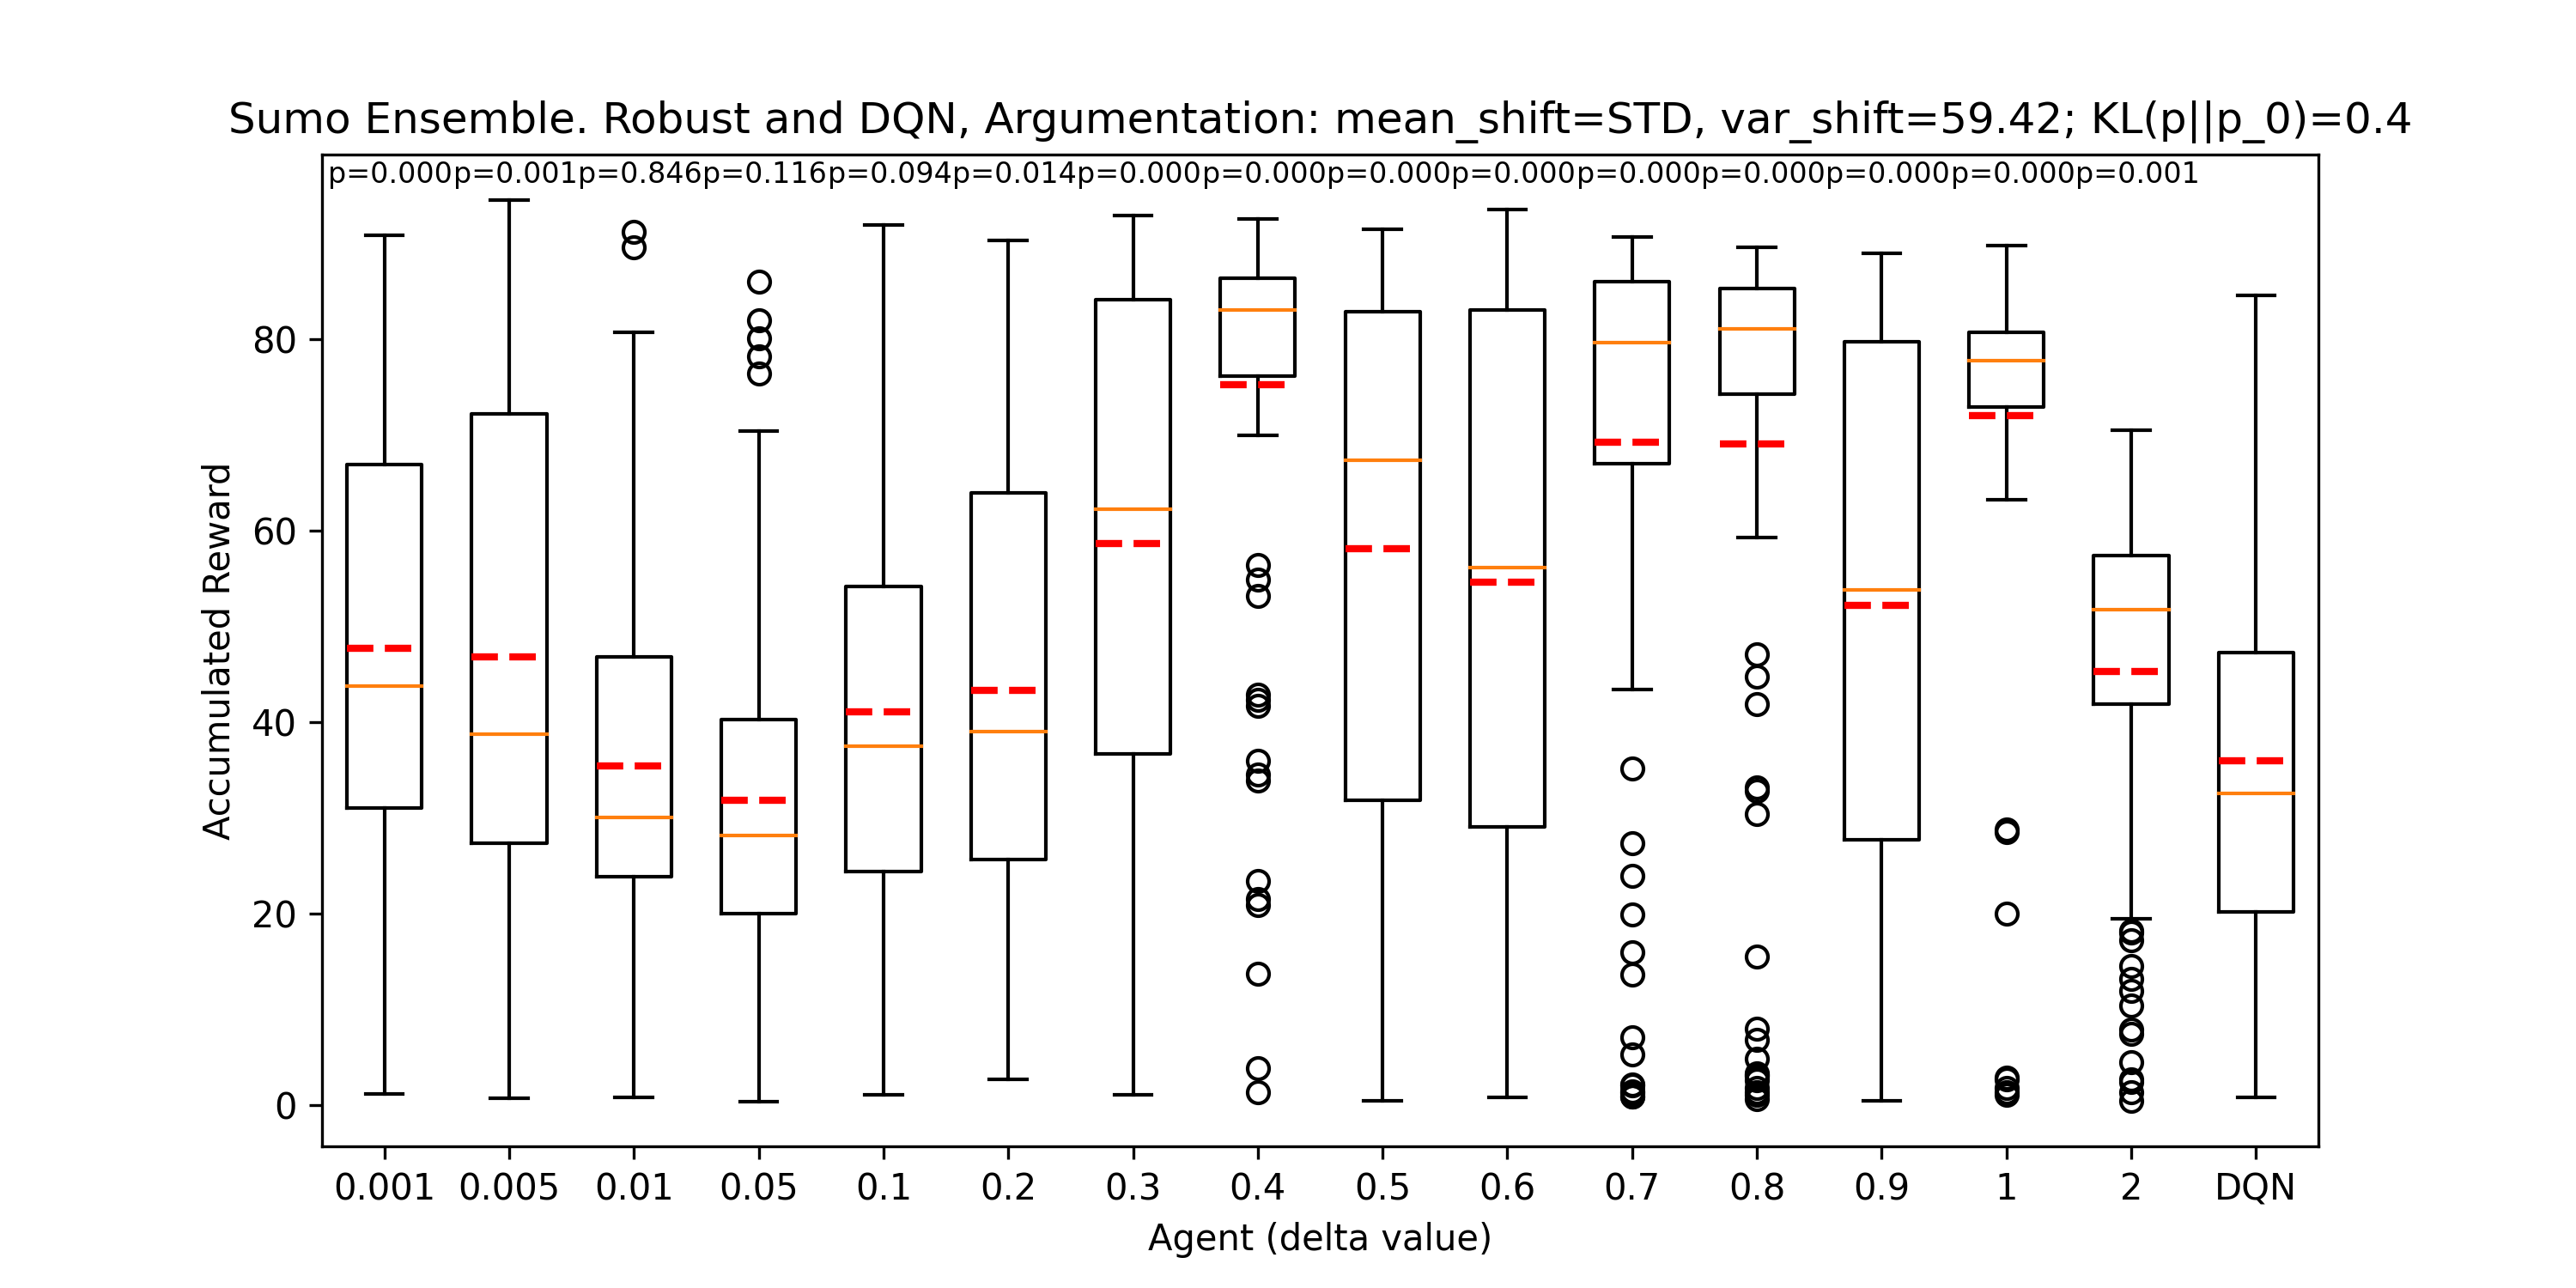 Sumo Ensemble. Robust and DQN, Argumentation: mean_shift=STD, var_shift=59.42; KL(p||p_0)=0.4
p=0.000p=0.001p=0.846p=0.116p=0.094p=0.014p=0.000p=0.000p=0.000p=0.000p=0.000p=0.000p=0.000p=0.000p=0.001
80
60
40
20
0
Accumulated Reward
0.001 0.005 0.01 0.05 0.1 0.2 0.3 0.4 0.5 0.6 0.7 0.8 0.9 1 2 DQN
Agent (delta value)